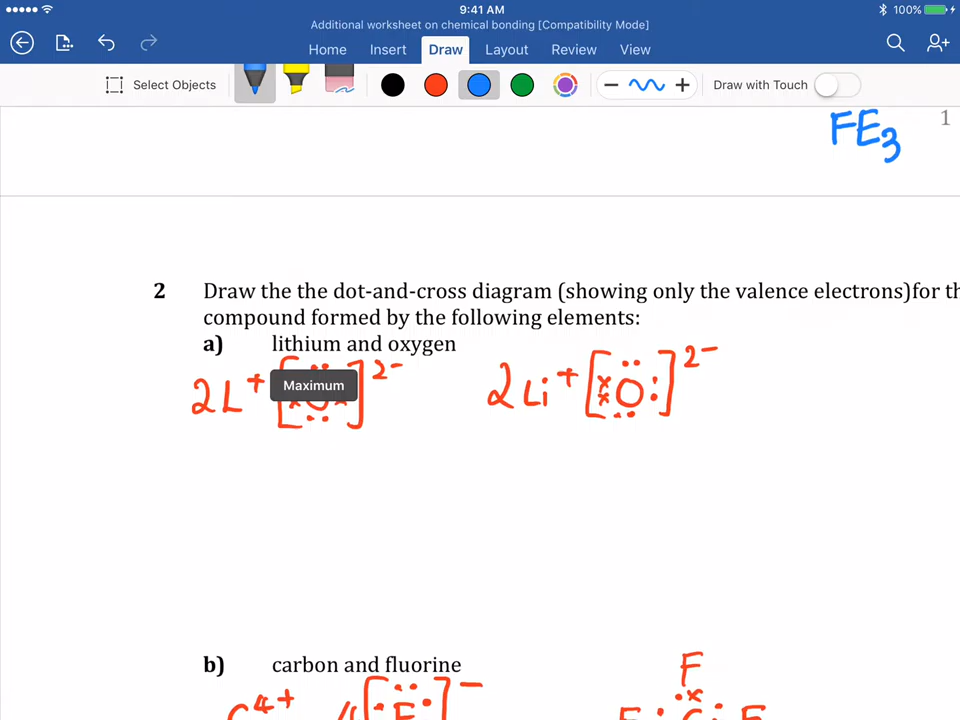 9:41 AM
100%
Additional worksheet on chemical bonding [Compatibility Mode]
Home Insert Draw Layout Review View
Select Objects
Draw with Touch
FE3
1
2 Draw the the dot-and-cross diagram (showing only the valence electrons)for th
compound formed by the following elements:
a) lithium and oxygen
Maximum
2L+ [O]2- 2Li+ [O]2-
b) carbon and fluorine
F
C4+ 4[F]-
F C F